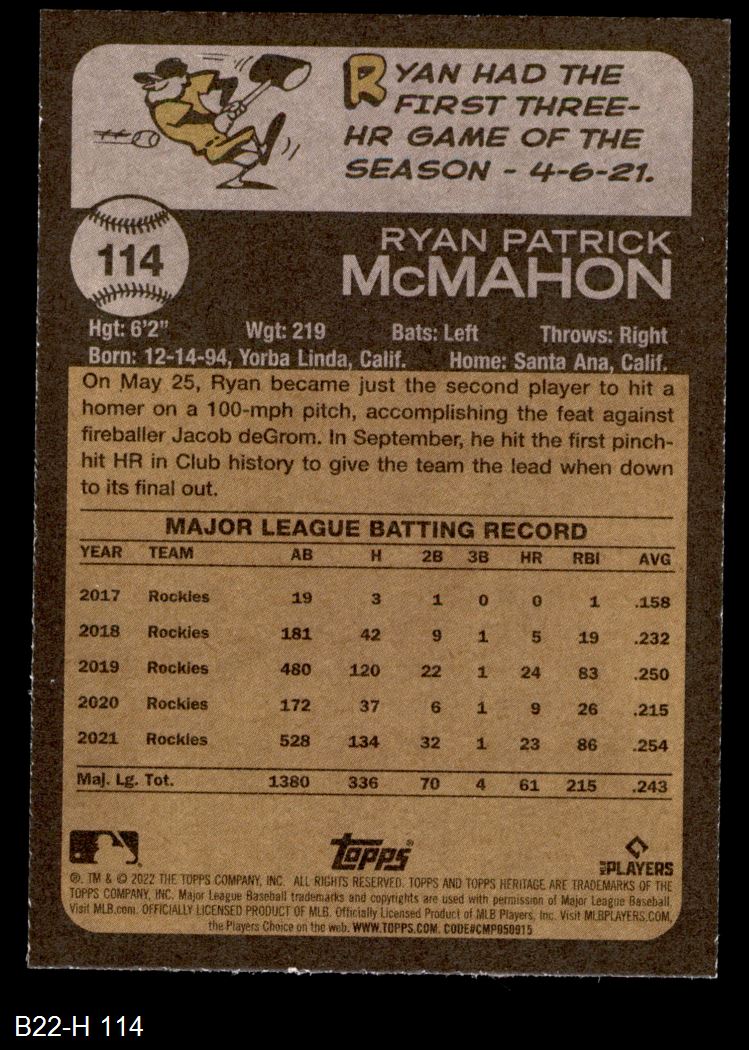 RYAN HAD THE
FIRST THREE-
HR GAME OF THE
SEASON - 4-6-21.
114
RYAN PATRICK
McMAHON
Hgt: 6'2" Wgt: 219 Bats: Left Throws: Right
Born: 12-14-94, Yorba Linda, Calif. Home: Santa Ana, Calif.
On May 25, Ryan became just the second player to hit a
homer on a 100-mph pitch, accomplishing the feat against
fireballer Jacob deGrom. In September, he hit the first pinch-
hit HR in Club history to give the team the lead when down
to its final out.
MAJOR LEAGUE BATTING RECORD
YEAR TEAM AB H 2B 3B HR RBI AVG
2017 Rockies 19 3 1 0 0 1 .158
2018 Rockies 181 42 9 1 5 19 .232
2019 Rockies 480 120 22 1 24 83 .250
2020 Rockies 172 37 6 1 9 26 .215
2021 Rockies 528 134 32 1 23 86 .254
Maj. Lg. Tot. 1380 336 70 4 61 215 .243
Topps®
MLB PLAYERS
®, TM & © 2022 THE TOPPS COMPANY, INC. ALL RIGHTS RESERVED. TOPPS AND TOPPS HERITAGE ARE TRADEMARKS OF THE
TOPPS COMPANY, INC. Major League Baseball trademarks and copyrights are used with permission of Major League Baseball.
Visit MLB.com. OFFICIALLY LICENSED PRODUCT OF MLB. Officially Licensed Product of MLB Players, Inc. Visit MLBPLAYERS.COM,
the Players Choice on the web. WWW.TOPPS.COM. CODE#CMP050915
B22-H 114